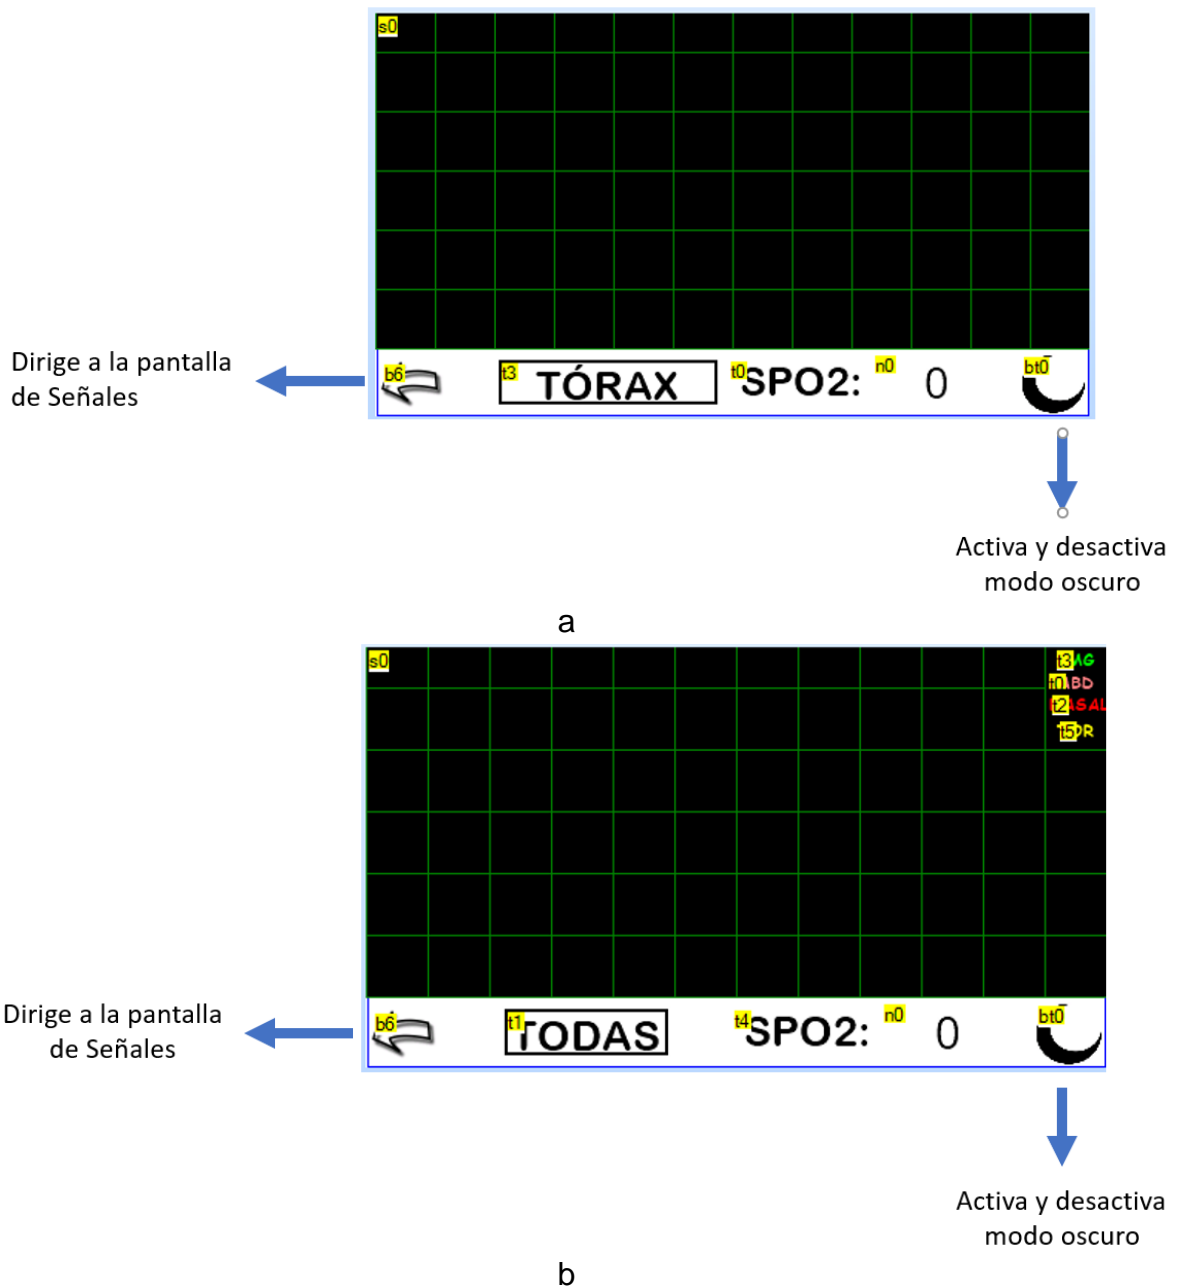 s0
Dirige a la pantalla
de Señales
b6
t3
TÓRAX
t0
SPO2:
n0
0
bt0
Activa y desactiva
modo oscuro
a
s0
t3
t0
BD
t2
t5
Dirige a la pantalla
de Señales
b6
t1
TODAS
t4
SPO2:
n0
0
bt0
Activa y desactiva
modo oscuro
b